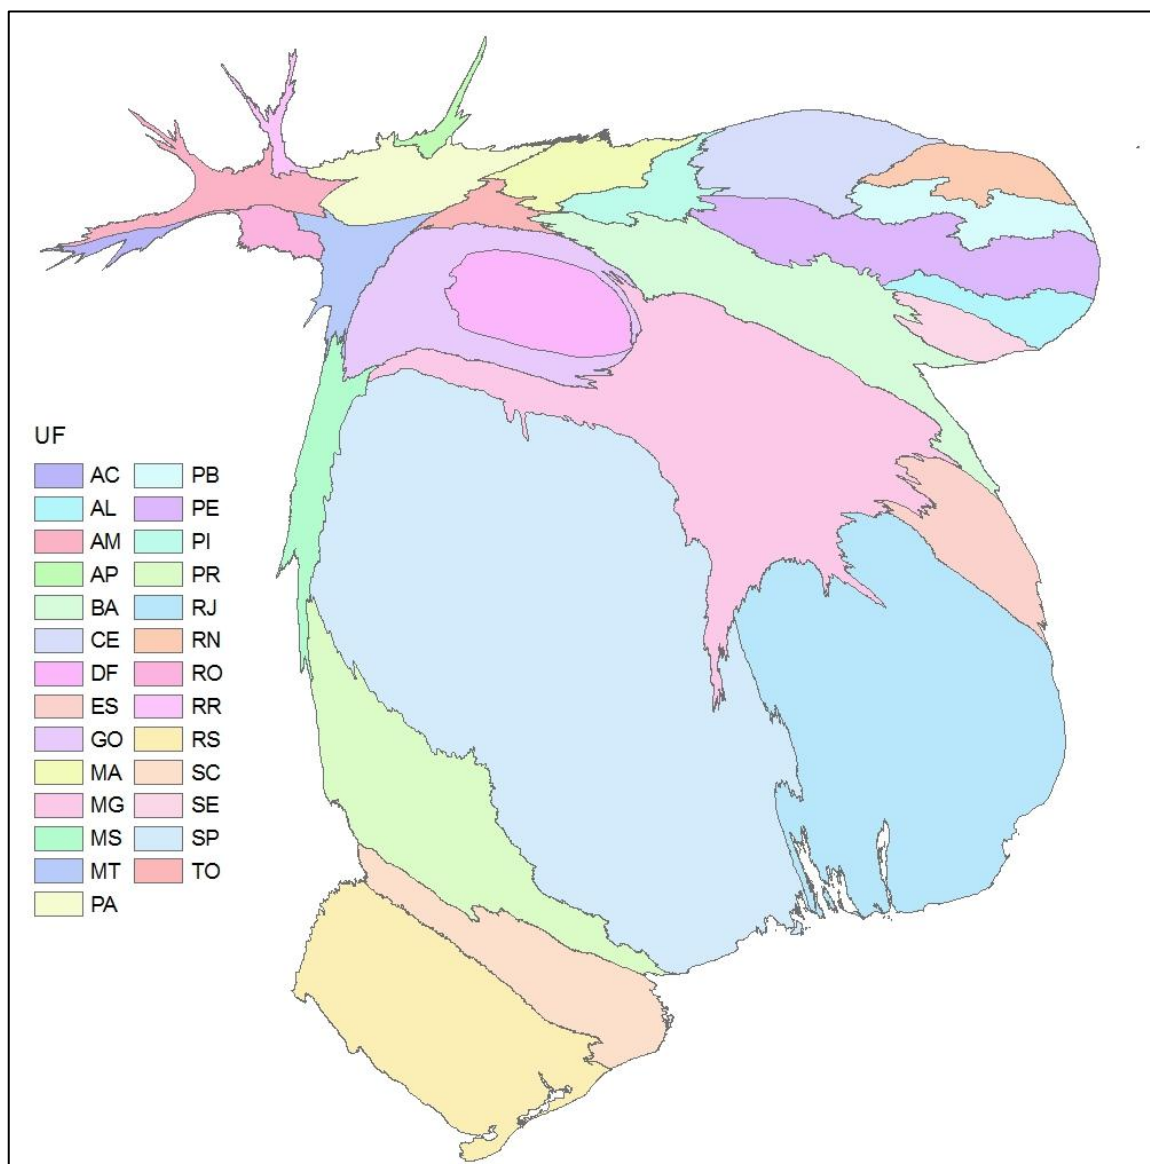 UF
AC PB
AL PE
AM PI
AP PR
BA RJ
CE RN
DF RO
ES RR
GO RS
MA SC
MG SE
MS SP
MT TO
PA